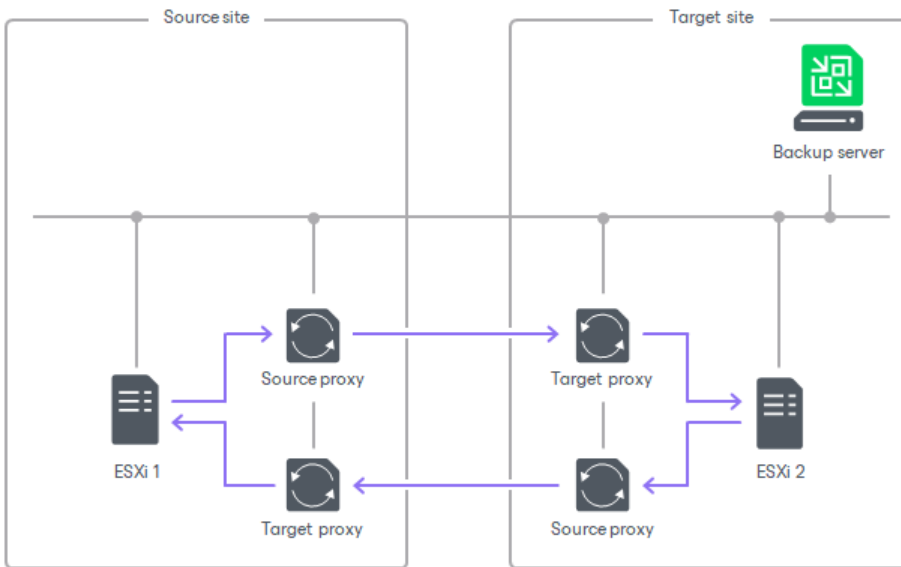 Source site
Target site
Backup server
Source proxy
Target proxy
ESXi 1
ESXi 2
Target proxy
Source proxy